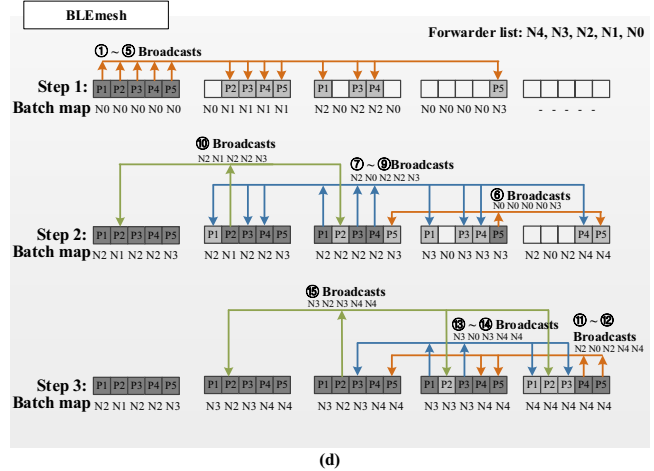 BLEmesh
Forwarder list: N4, N3, N2, N1, N0
① ~ ⑤ Broadcasts
Step 1: P1 P2 P3 P4 P5 P2 P3 P4 P5 P1 P3 P4 P5
Batch map N0 N0 N0 N0 N0 N0 N1 N1 N1 N1 N2 N0 N2 N2 N0 N0 N0 N0 N0 N3 - - - - -
⑩ Broadcasts
N2 N1 N2 N2 N3
⑦ ~ ⑨ Broadcasts
N2 N0 N2 N2 N3
⑥ Broadcasts
N0 N0 N0 N0 N3
Step 2: P1 P2 P3 P4 P5 P1 P2 P3 P4 P5 P1 P2 P3 P4 P5 P1 P3 P4 P5 P4 P5
Batch map N2 N1 N2 N2 N3 N2 N1 N2 N2 N3 N2 N2 N2 N2 N3 N3 N0 N3 N3 N3 N2 N0 N2 N4 N4
⑮ Broadcasts
N3 N2 N3 N4 N4
⑬ ~ ⑭ Broadcasts
N3 N0 N3 N4 N4
⑪ ~ ⑫
Broadcasts
N2 N0 N2 N4 N4
Step 3: P1 P2 P3 P4 P5 P1 P2 P3 P4 P5 P1 P2 P3 P4 P5 P1 P2 P3 P4 P5 P1 P2 P3 P4 P5
Batch map N2 N1 N2 N2 N3 N3 N2 N3 N4 N4 N3 N2 N3 N4 N4 N3 N3 N3 N4 N4 N4 N4 N4 N4 N4
(d)